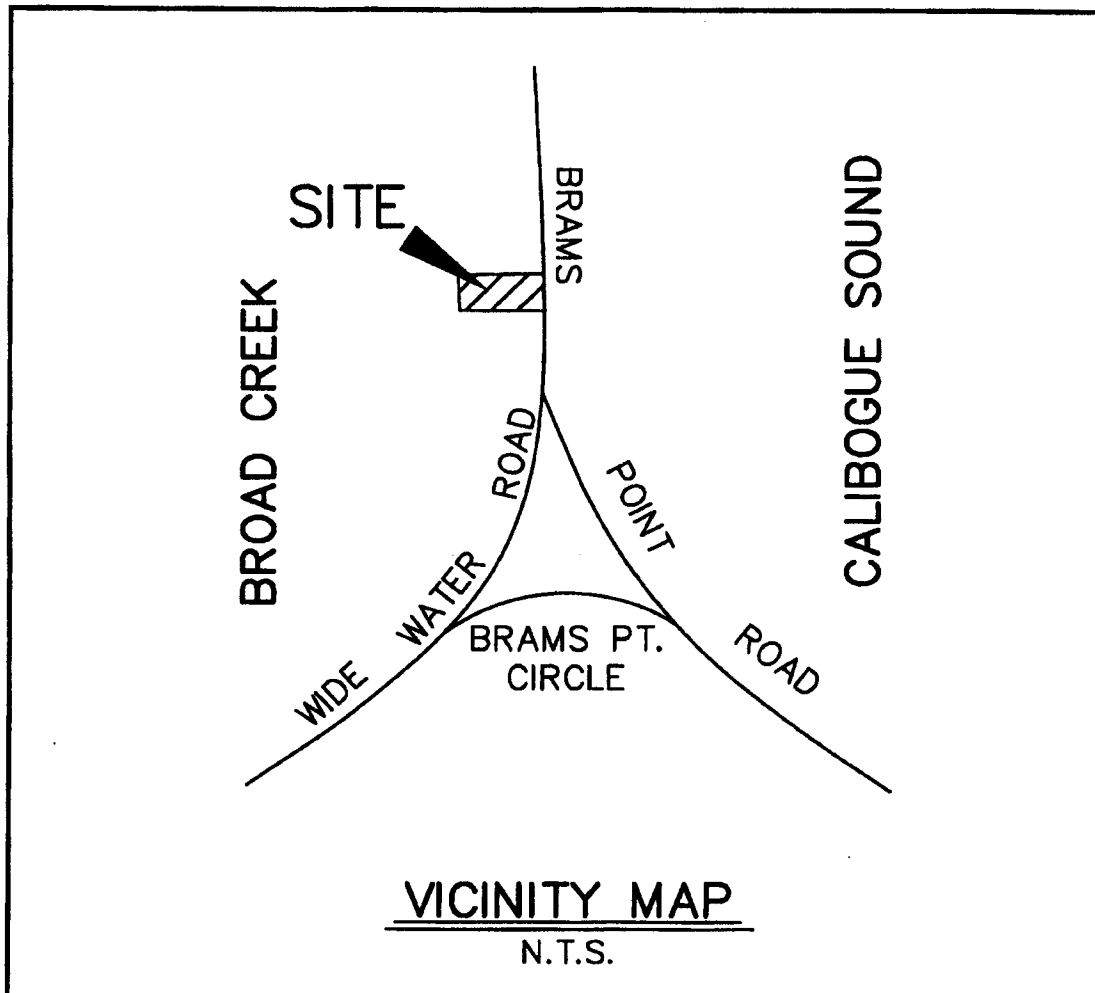 SITE
BRAMS
POINT
ROAD
BROAD CREEK
CALIBOGUE SOUND
WIDE WATER ROAD
BRAMS PT.
CIRCLE
VICINITY MAP
N.T.S.